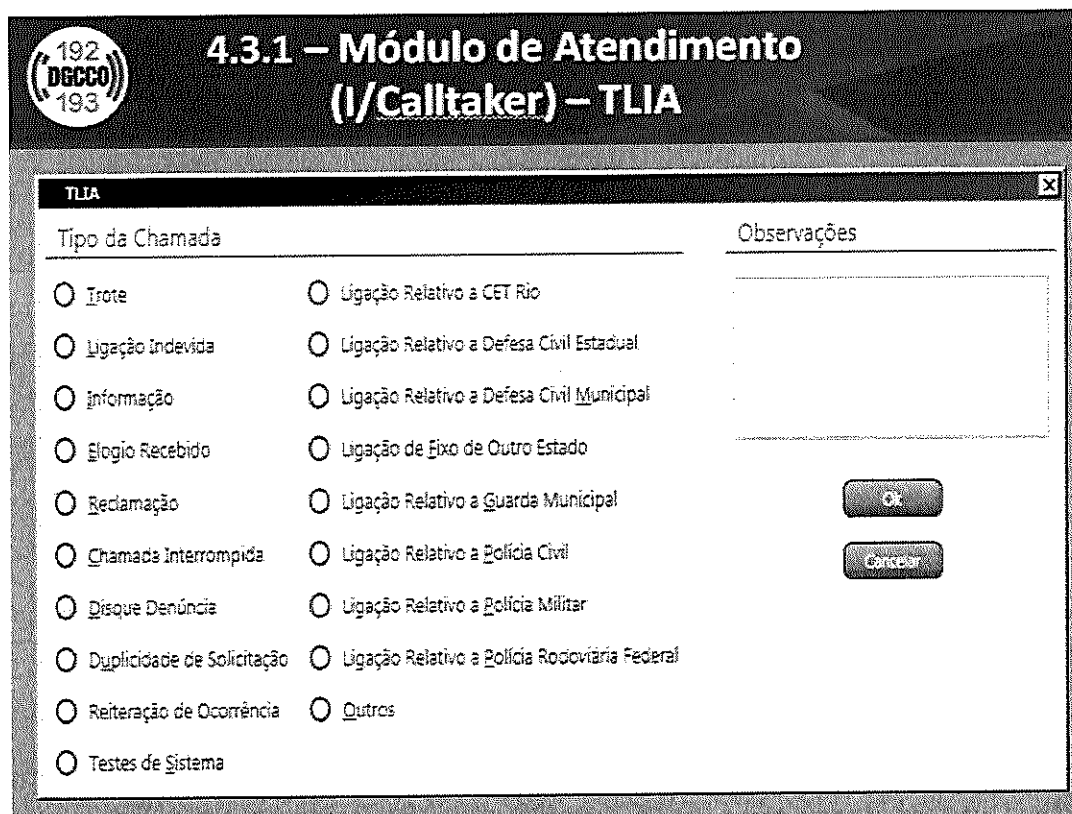 192
DGCCO
193
4.3.1 – Módulo de Atendimento
(I/Calltaker) – TLIA
TLIA
Tipo da Chamada
Trote
Ligação Indevida
Informação
Elogio Recebido
Reclamação
Chamada Interrompida
Disque Denúncia
Duplicidade de Solicitação
Reiteração de Ocorrência
Testes de Sistema
Ligação Relativo a CET Rio
Ligação Relativo a Defesa Civil Estadual
Ligação Relativo a Defesa Civil Municipal
Ligação de Fixo de Outro Estado
Ligação Relativo a Guarda Municipal
Ligação Relativo a Polícia Civil
Ligação Relativo a Polícia Militar
Ligação Relativo a Polícia Rodoviária Federal
Outros
Observações
Ok
Cancelar